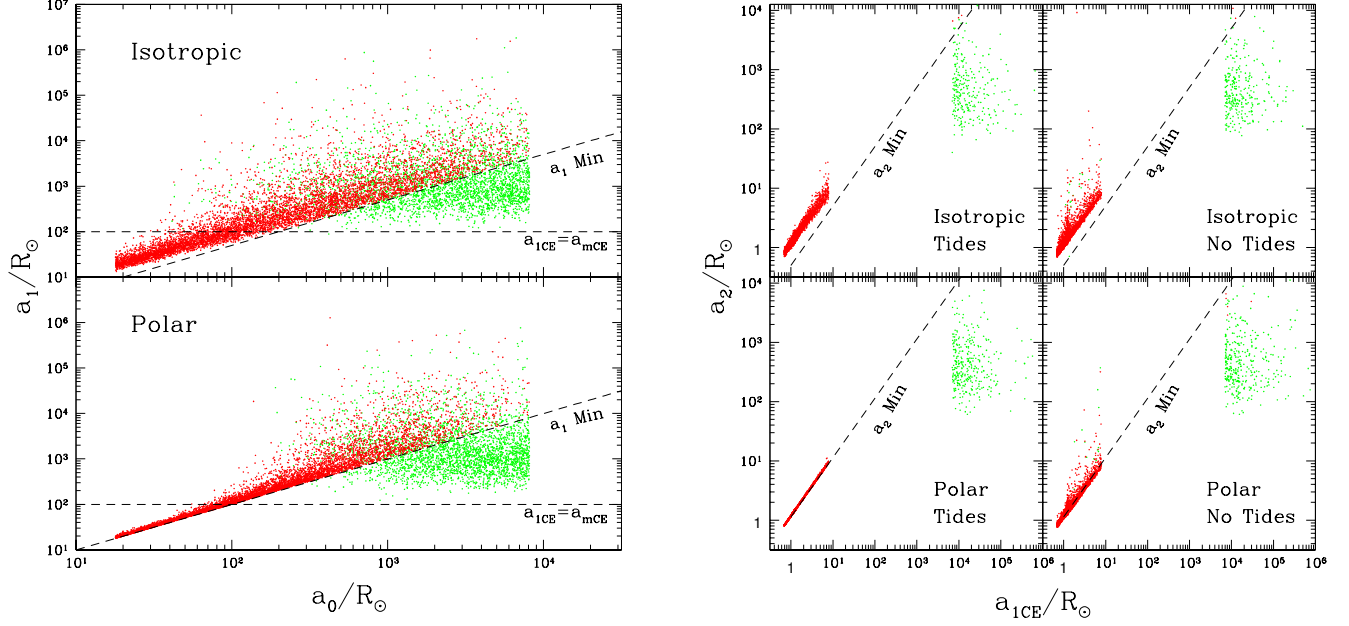 10⁶
10⁵
10⁴
10³
10²
10¹
Isotropic
a₁ Min
a₁CE=amCE
a₁/R☉
10⁶
10⁵
10⁴
10³
10²
10¹
Polar
a₁ Min
a₁CE=amCE
10¹ 10² 10³ 10⁴
a₀/R☉
10⁴
10³
10²
10¹
1
a₂ Min
Isotropic
Tides
a₂ Min
Isotropic
No Tides
a₂/R☉
10⁴
10³
10²
10¹
1
a₂ Min
Polar
Tides
a₂ Min
Polar
No Tides
1 10¹ 10² 10³ 10⁴ 10⁵ 1 10¹ 10² 10³ 10⁴ 10⁵ 10⁶
a₁CE/R☉